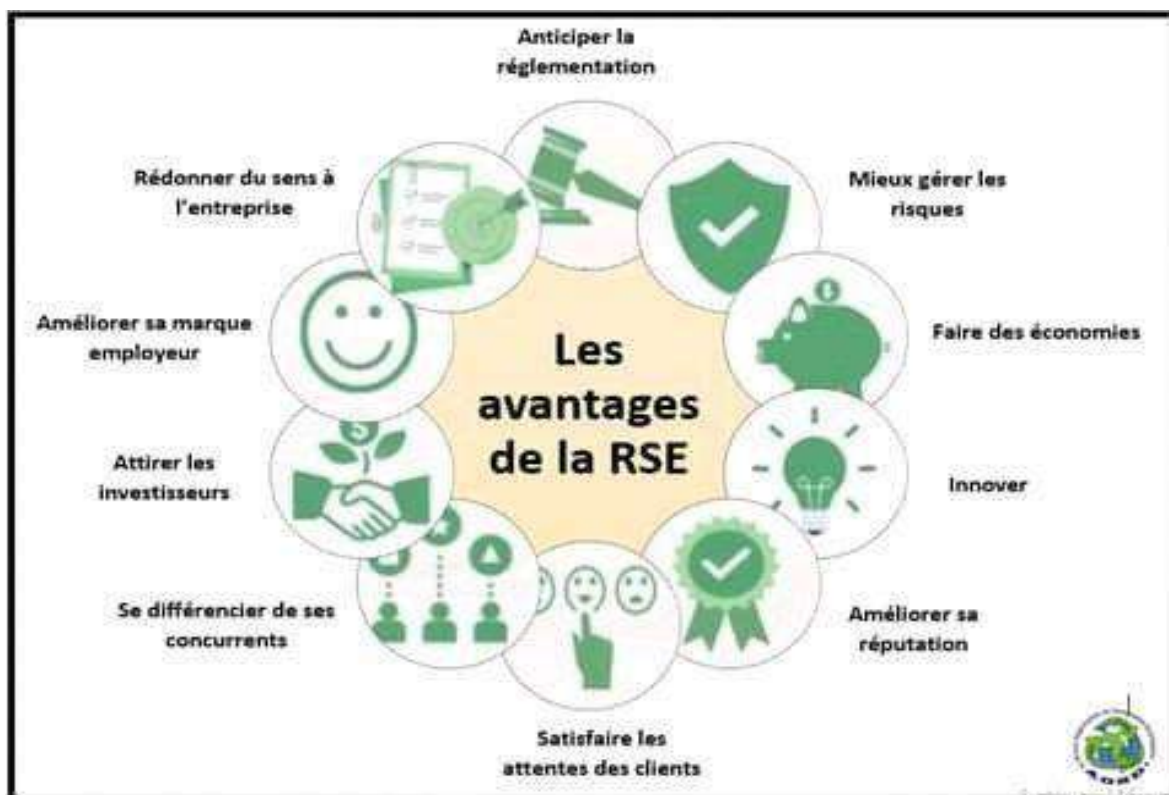 Anticiper la
réglementation
Mieux gérer les
risques
Faire des économies
Innover
Améliorer sa
réputation
Satisfaire les
attentes des clients
Se différencier de ses
concurrents
Attirer les
investisseurs
Améliorer sa marque
employeur
Rédonner du sens à
l'entreprise
Les
avantages
de la RSE